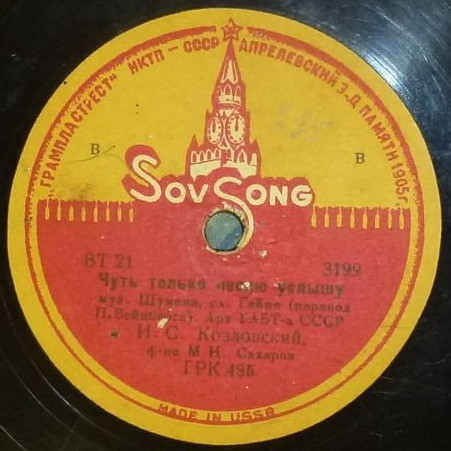 „ГРАМПЛАСТРЕСТ" НКТП – СССР АПРЕЛЕВСКИЙ З-Д ПАМЯТИ 1905 г.
В В
SOVSONG
ВТ 21 3199
Чуть только песню услышу
муз. Шумана, сл. Гейне (перевод
П. Вейнберга). Арт ГАБТ-а СССР
И. С. Козловский,
ф-но М. И. Сахаров
ГРК 485
MADE IN USSR